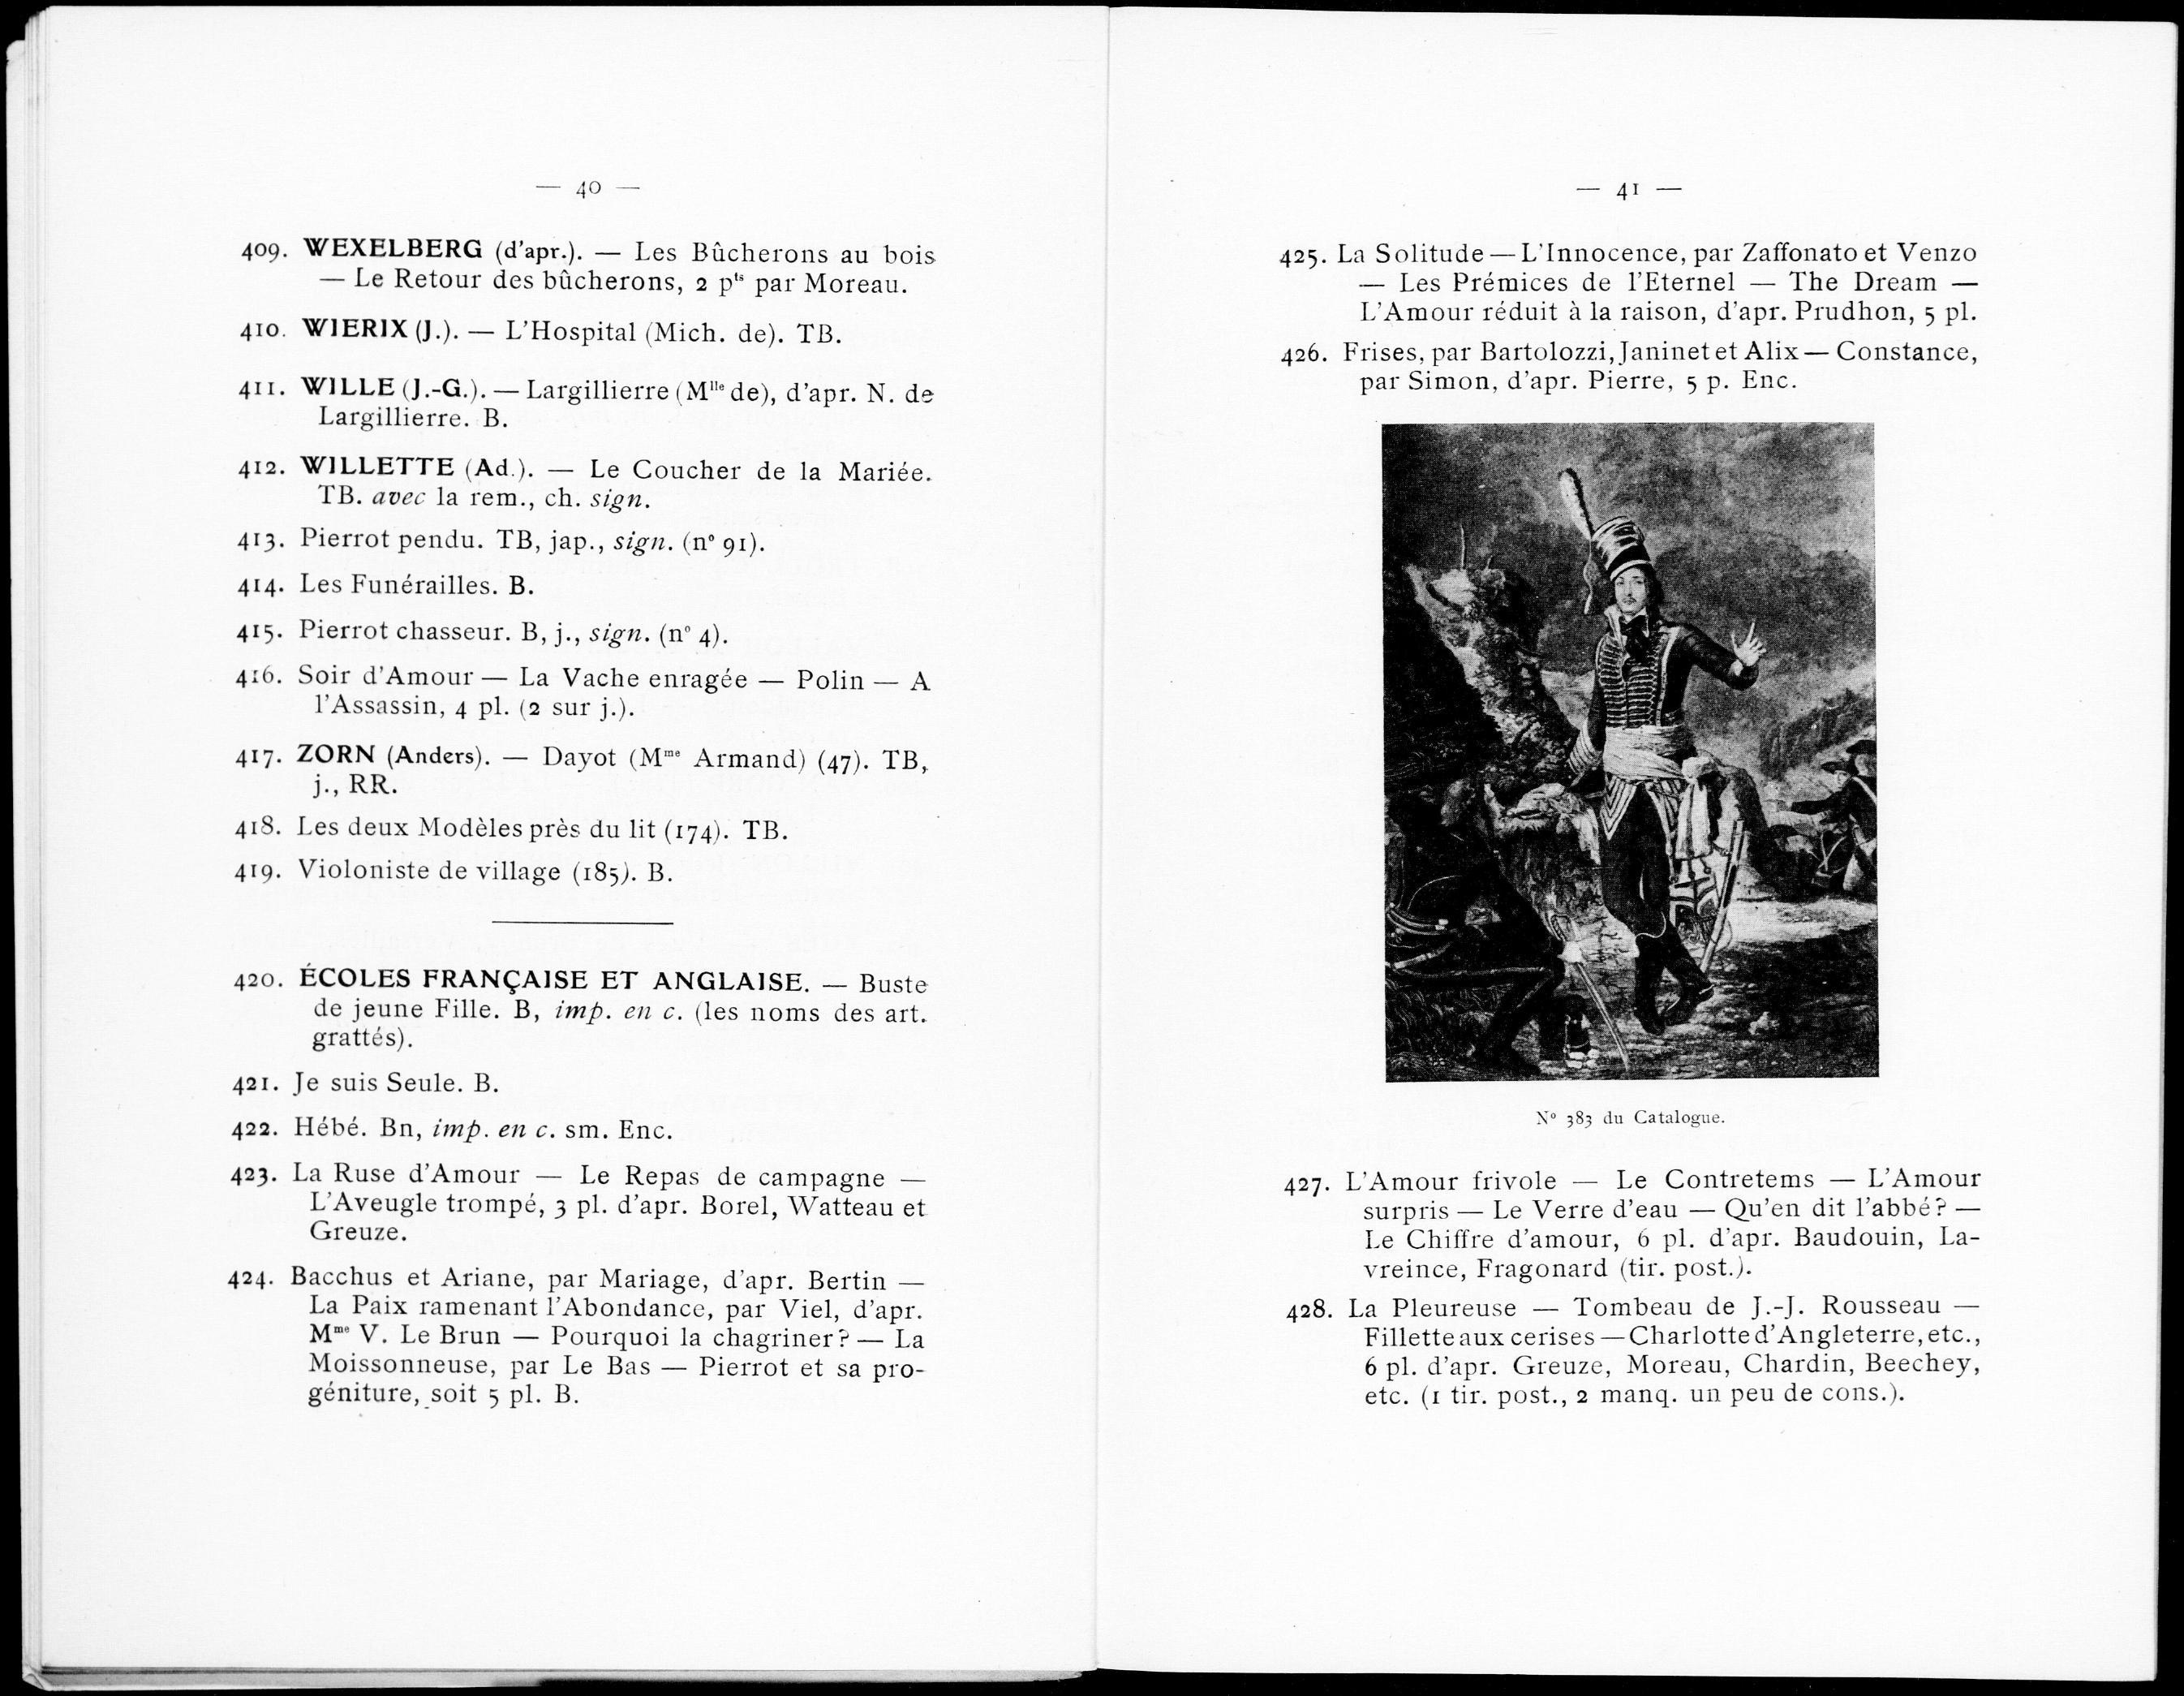 — 40 —
409. WEXELBERG (d'apr.). — Les Bûcherons au bois
— Le Retour des bûcherons, 2 pts par Moreau.
410. WIERIX (J.). — L'Hospital (Mich. de). TB.
411. WILLE (J.-G.). — Largillierre (Mlle de), d'apr. N. de
Largillierre. B.
412. WILLETTE (Ad.). — Le Coucher de la Mariée.
TB. avec la rem., ch. sign.
413. Pierrot pendu. TB, jap., sign. (n° 91).
414. Les Funérailles. B.
415. Pierrot chasseur. B, j., sign. (n° 4).
416. Soir d'Amour — La Vache enragée — Polin — A
l'Assassin, 4 pl. (2 sur j.).
417. ZORN (Anders). — Dayot (Mme Armand) (47). TB,
j., RR.
418. Les deux Modèles près du lit (174). TB.
419. Violoniste de village (185). B.
420. ÉCOLES FRANÇAISE ET ANGLAISE. — Buste
de jeune Fille. B, imp. en c. (les noms des art.
grattés).
421. Je suis Seule. B.
422. Hébé. Bn, imp. en c. sm. Enc.
423. La Ruse d'Amour — Le Repas de campagne —
L'Aveugle trompé, 3 pl. d'apr. Borel, Watteau et
Greuze.
424. Bacchus et Ariane, par Mariage, d'apr. Bertin —
La Paix ramenant l'Abondance, par Viel, d'apr.
Mme V. Le Brun — Pourquoi la chagriner? — La
Moissonneuse, par Le Bas — Pierrot et sa pro-
géniture, soit 5 pl. B.
— 41 —
425. La Solitude — L'Innocence, par Zaffonato et Venzo
— Les Prémices de l'Eternel — The Dream —
L'Amour réduit à la raison, d'apr. Prudhon, 5 pl.
426. Frises, par Bartolozzi, Janinet et Alix — Constance,
par Simon, d'apr. Pierre, 5 p. Enc.
N° 383 du Catalogue.
427. L'Amour frivole — Le Contretems — L'Amour
surpris — Le Verre d'eau — Qu'en dit l'abbé? —
Le Chiffre d'amour, 6 pl. d'apr. Baudouin, La-
vreince, Fragonard (tir. post.).
428. La Pleureuse — Tombeau de J.-J. Rousseau —
Fillette aux cerises — Charlotte d'Angleterre, etc.,
6 pl. d'apr. Greuze, Moreau, Chardin, Beechey,
etc. (1 tir. post., 2 manq. un peu de cons.).